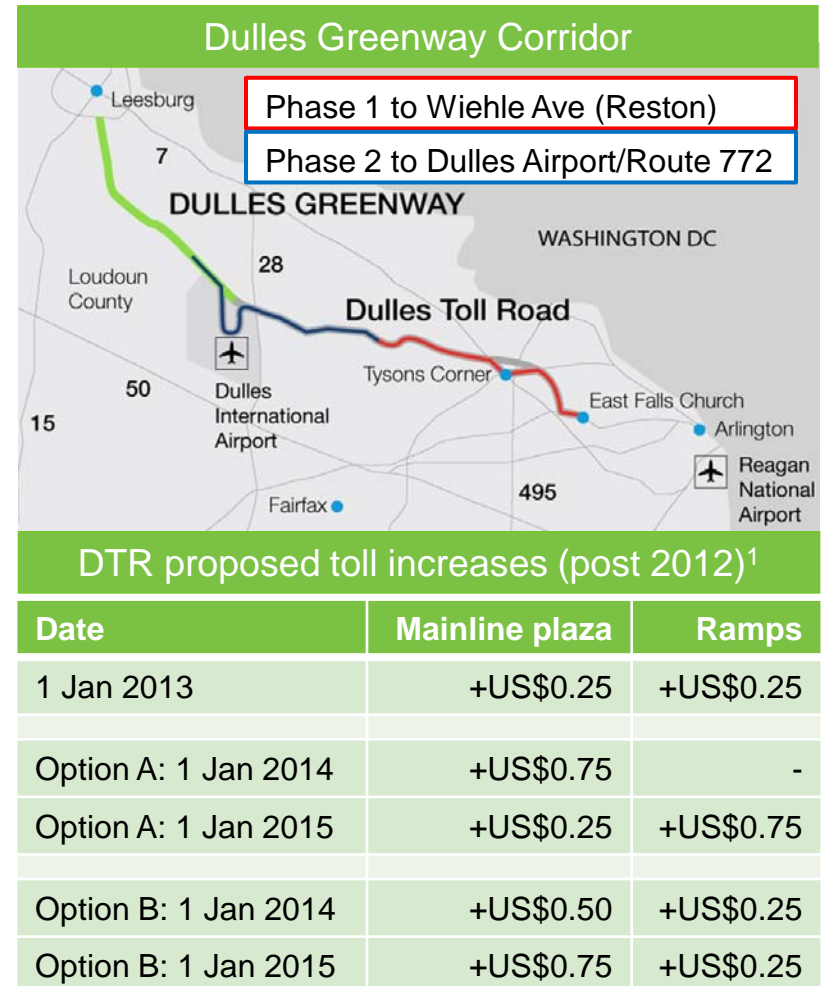 Dulles Greenway Corridor
Leesburg
Phase 1 to Wiehle Ave (Reston)
7
Phase 2 to Dulles Airport/Route 772
DULLES GREENWAY
WASHINGTON DC
28
Loudoun
County
Dulles Toll Road
Tysons Corner
50
Dulles
International
Airport
East Falls Church
15
Arlington
495
Reagan
National
Airport
Fairfax
DTR proposed toll increases (post 2012)¹
Date Mainline plaza Ramps
1 Jan 2013 +US$0.25 +US$0.25
Option A: 1 Jan 2014 +US$0.75 -
Option A: 1 Jan 2015 +US$0.25 +US$0.75
Option B: 1 Jan 2014 +US$0.50 +US$0.25
Option B: 1 Jan 2015 +US$0.75 +US$0.25